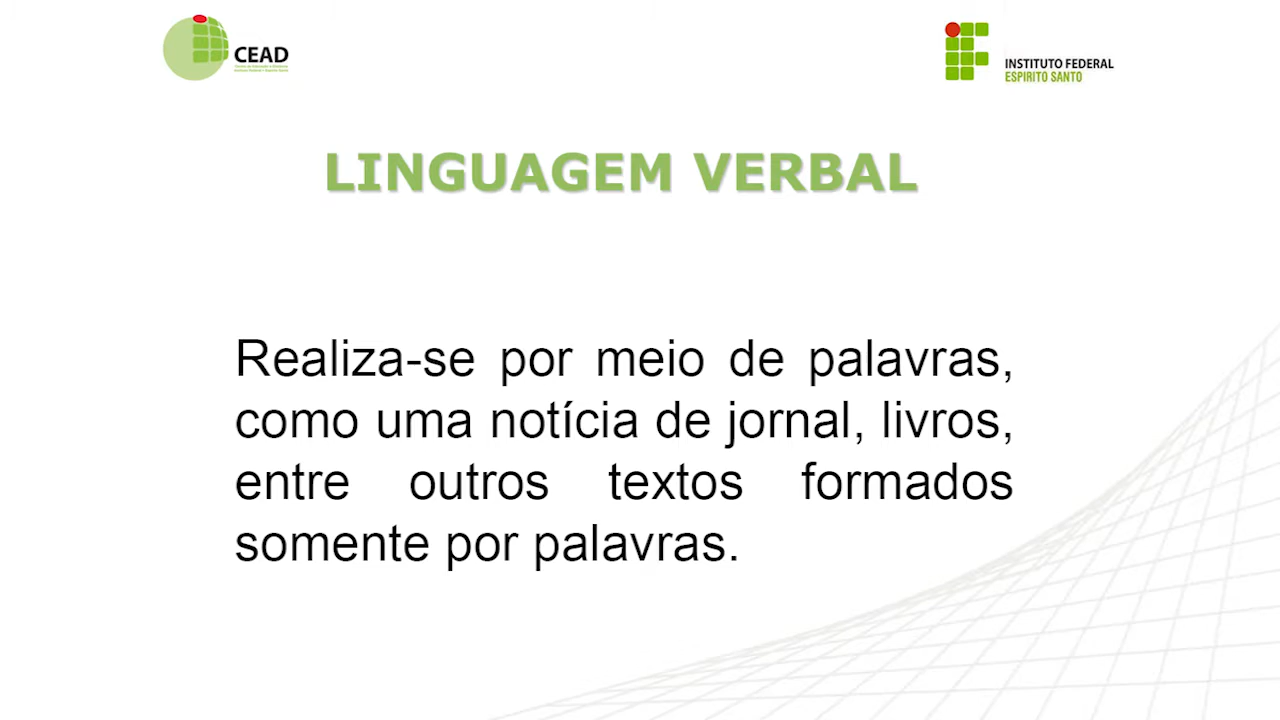 CEAD
INSTITUTO FEDERAL
ESPÍRITO SANTO
LINGUAGEM VERBAL
Realiza-se por meio de palavras,
como uma notícia de jornal, livros,
entre outros textos formados
somente por palavras.